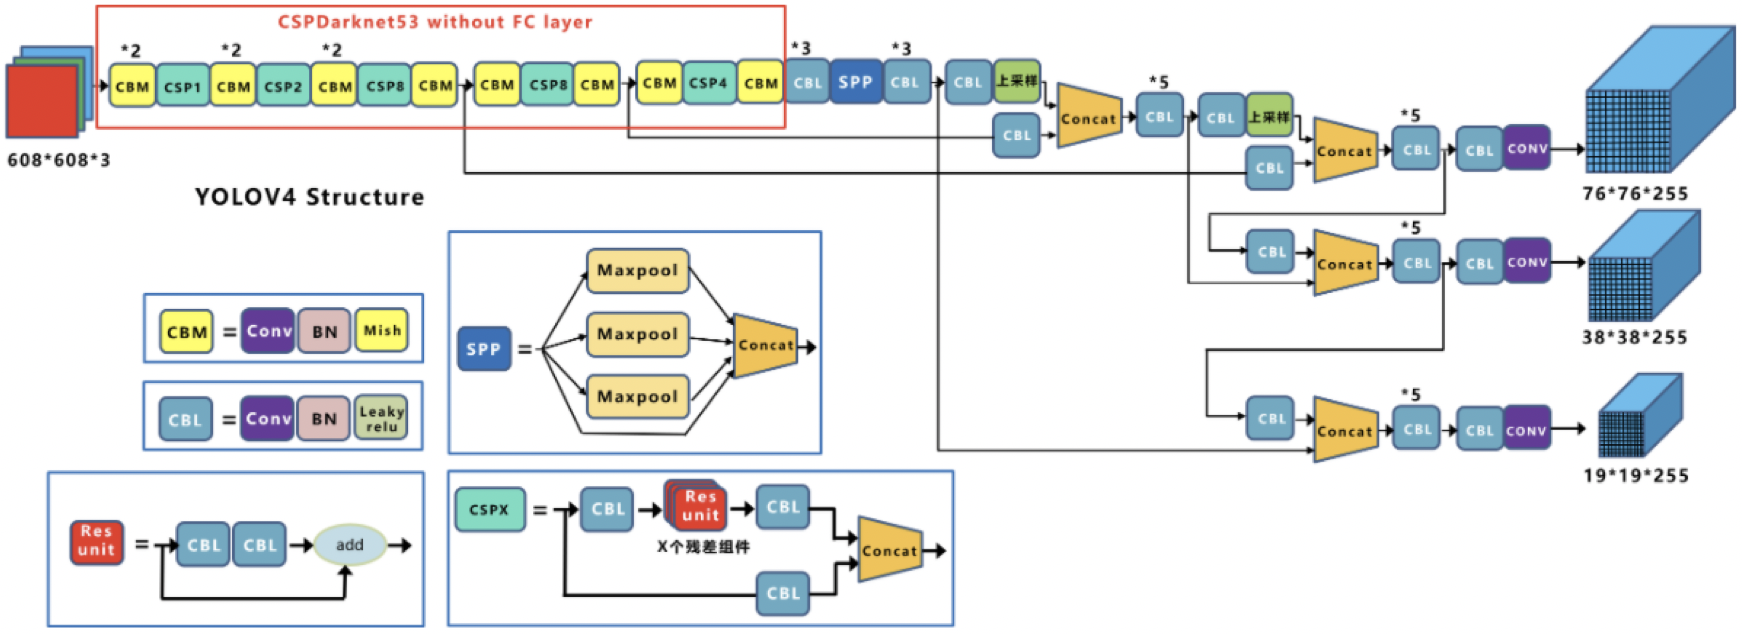 CSPDarknet53 without FC layer
*2 *2 *2 *3 *3
CBM CSP1 CBM CSP2 CBM CSP8 CBM CBM CSP8 CBM CBM CSP4 CBM CBL SPP CBL CBL 上采样
CBL
Concat
*5
CBL CBL 上采样
CBL
Concat
*5
CBL CBL CONV
76*76*255
608*608*3
YOLOV4 Structure
CBL
Concat
*5
CBL CBL CONV
38*38*255
CBL
Concat
*5
CBL CBL CONV
19*19*255
CBM = Conv BN Mish
CBL = Conv BN Leaky
relu
SPP =
Maxpool
Maxpool
Maxpool
Concat
Res
unit
= CBL CBL add
CSPX = CBL Res
unit
CBL
X个残差组件
CBL
Concat